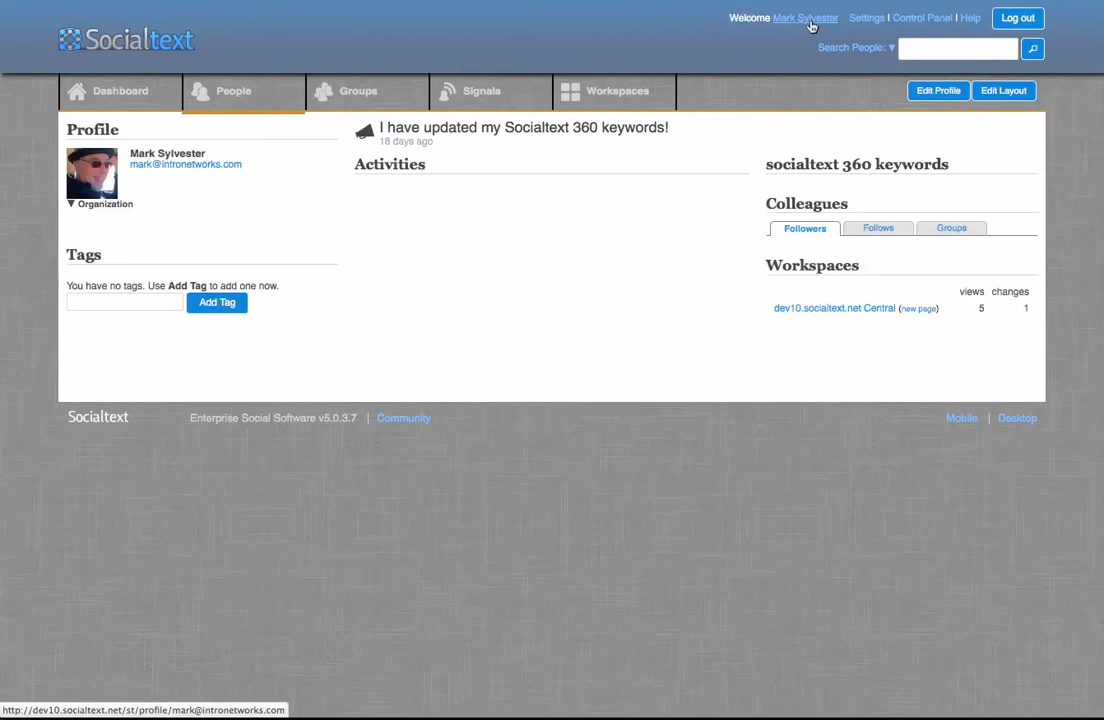 Welcome Mark Sylvester Settings | Control Panel | Help Log out
Socialtext
Search People: ▼
Dashboard People Groups Signals Workspaces Edit Profile Edit Layout
Profile
Mark Sylvester
mark@intronetworks.com
▼ Organization
Tags
You have no tags. Use Add Tag to add one now.
Add Tag
I have updated my Socialtext 360 keywords!
18 days ago
Activities
socialtext 360 keywords
Colleagues
Followers Follows Groups
Workspaces
views changes
dev10.socialtext.net Central (new page) 5 1
Socialtext Enterprise Social Software v5.0.3.7 | Community Mobile | Desktop
http://dev10.socialtext.net/st/profile/mark@intronetworks.com